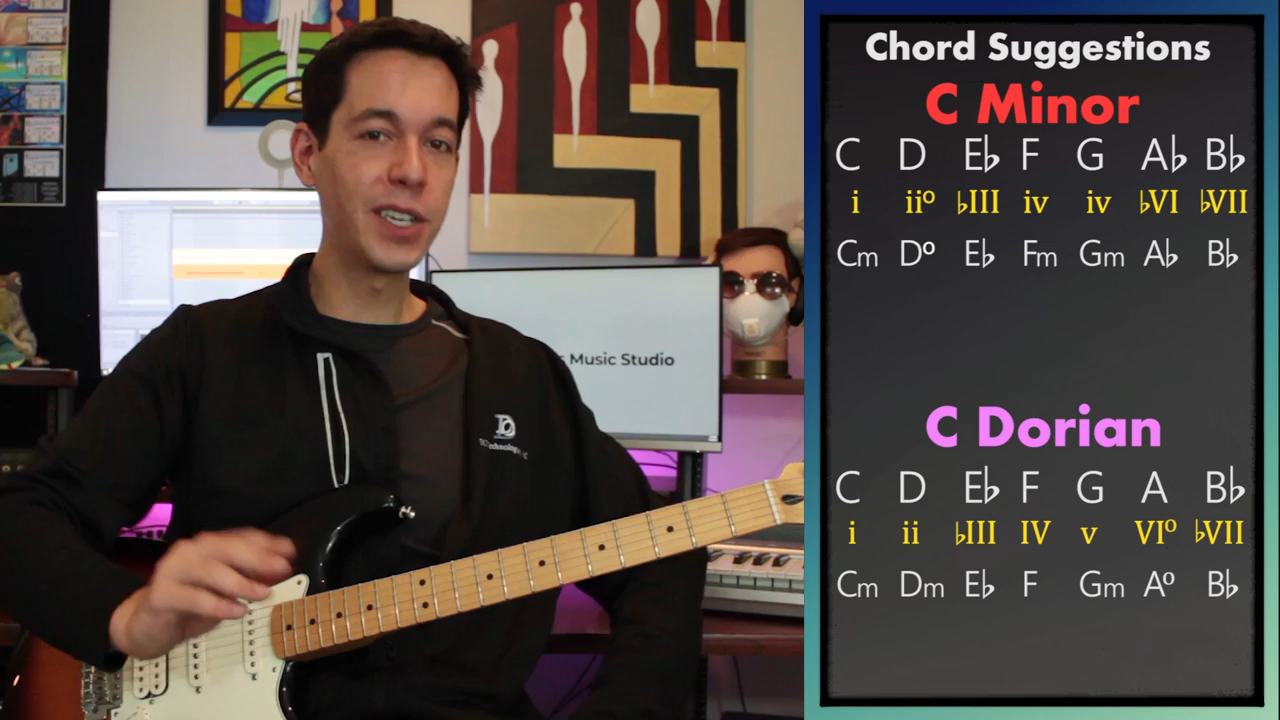 Chord Suggestions
C Minor
C D E♭ F G A♭ B♭
i iiº ♭III iv iv ♭VI ♭VII
Cm Dº E♭ Fm Gm A♭ B♭
Music Studio
D
C Dorian
C D E♭ F G A B♭
i ii ♭III IV v VIº ♭VII
Cm Dm E♭ F Gm Aº B♭